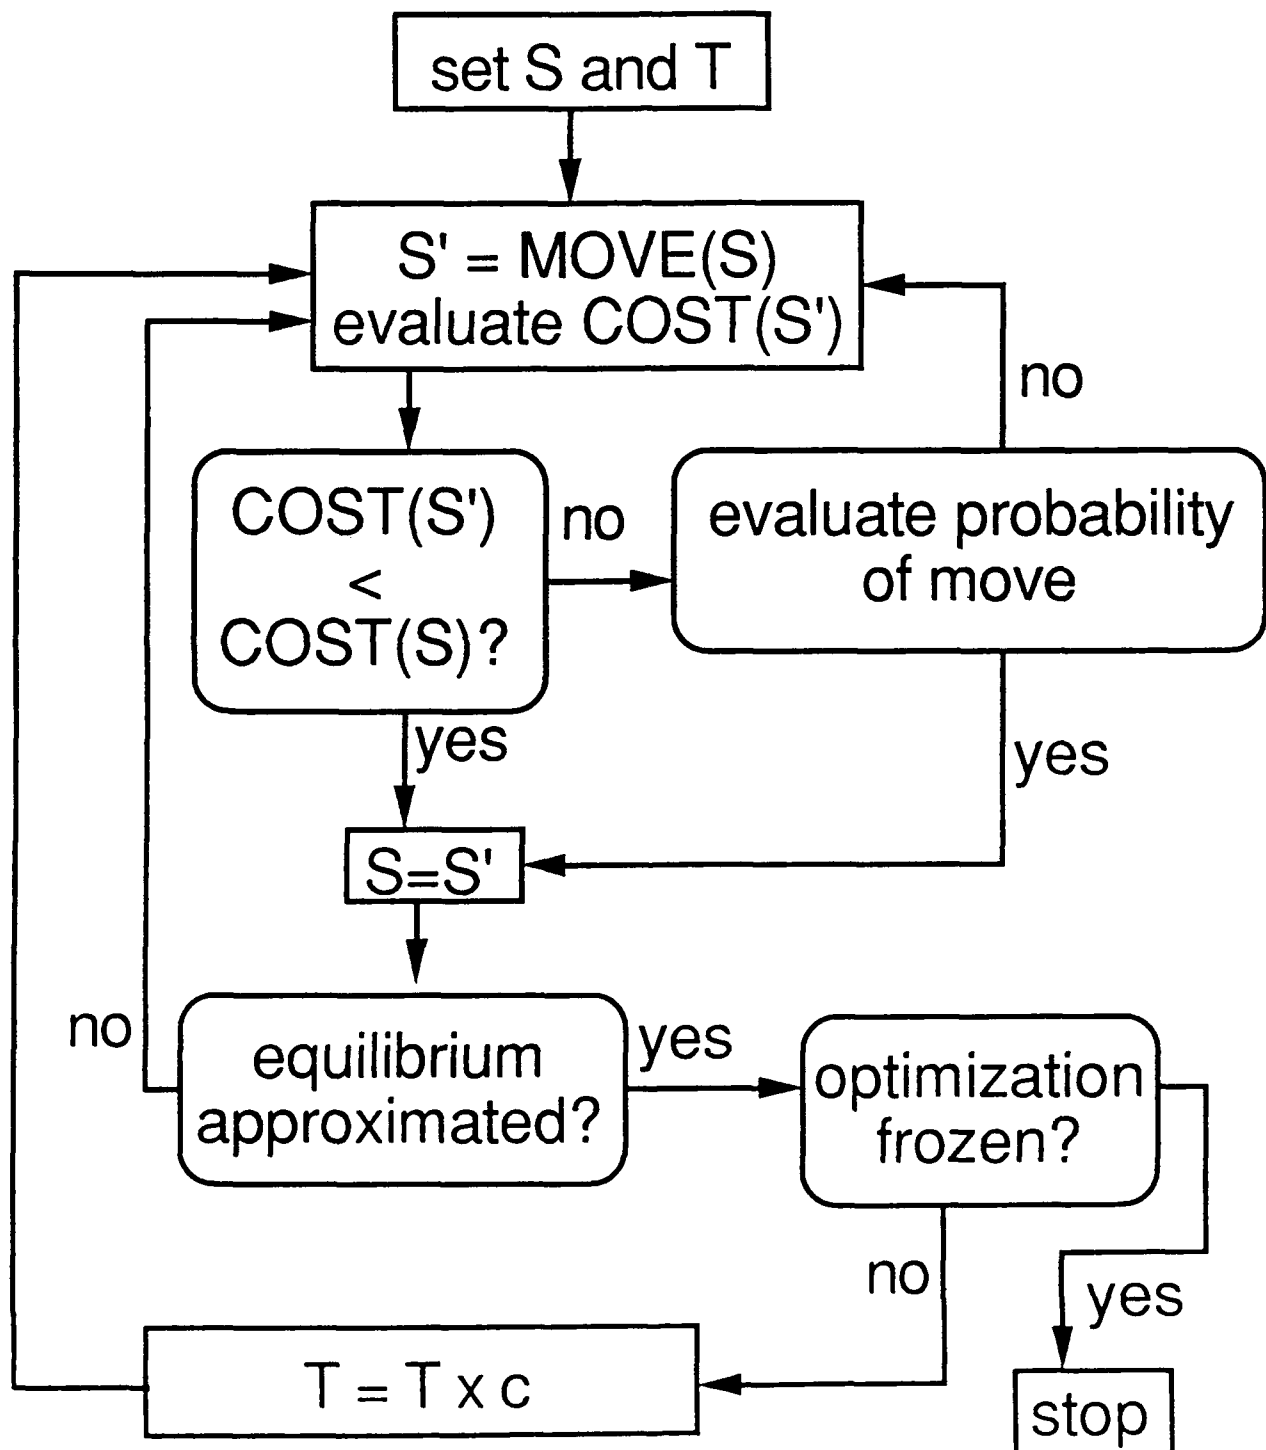 set S and T
S' = MOVE(S)
evaluate COST(S')
no
COST(S')
<
COST(S)?
no
evaluate probability
of move
yes
yes
S=S'
no
equilibrium
approximated?
yes
optimization
frozen?
no
yes
T = T x c
stop